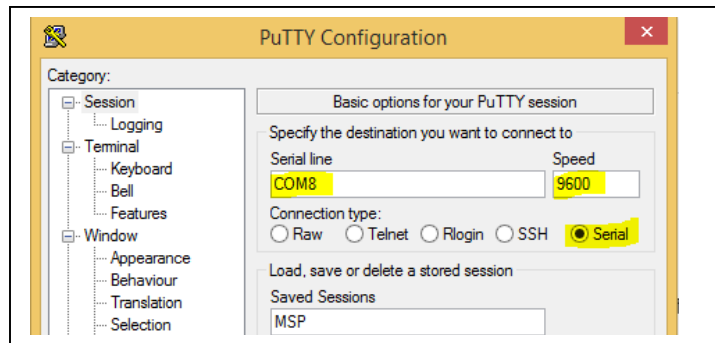 PuTTY Configuration
Category:
Session
Logging
Terminal
Keyboard
Bell
Features
Window
Appearance
Behaviour
Translation
Selection
Basic options for your PuTTY session
Specify the destination you want to connect to
Serial line Speed
COM8 9600
Connection type:
Raw Telnet Rlogin SSH Serial
Load, save or delete a stored session
Saved Sessions
MSP